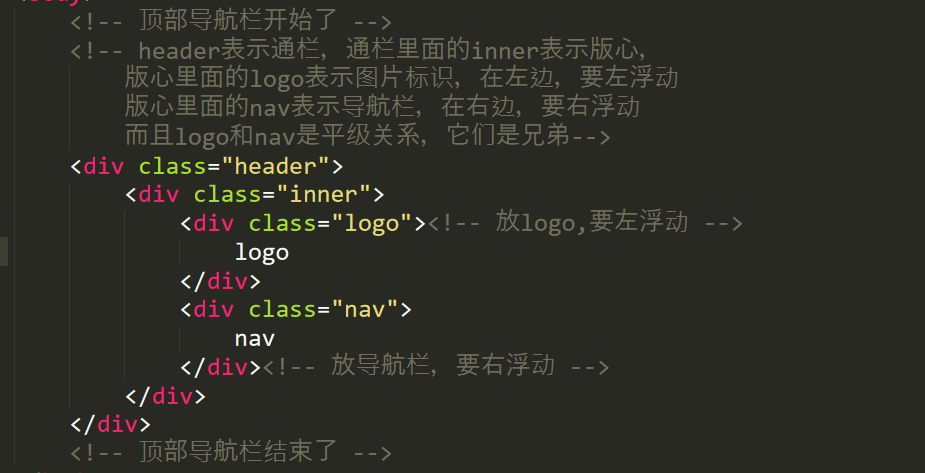 <!-- 顶部导航栏开始了 -->
<!-- header表示通栏, 通栏里面的inner表示版心,
版心里面的logo表示图片标识, 在左边, 要左浮动
版心里面的nav表示导航栏, 在右边, 要右浮动
而且logo和nav是平级关系, 它们是兄弟-->
<div class="header">
<div class="inner">
<div class="logo"><!-- 放logo,要左浮动 -->
logo
</div>
<div class="nav">
nav
</div><!-- 放导航栏, 要右浮动 -->
</div>
</div>
<!-- 顶部导航栏结束了 -->